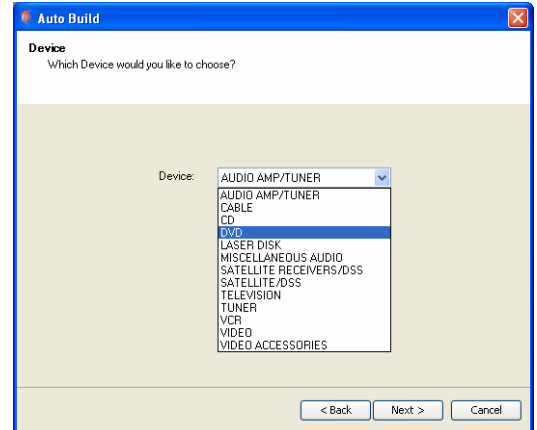 Auto Build
Device
Which Device would you like to choose?
Device:
AUDIO AMP/TUNER
AUDIO AMP/TUNER
CABLE
CD
DVD
LASER DISK
MISCELLANEOUS AUDIO
SATELLITE RECEIVERS/DSS
SATELLITE/DSS
TELEVISION
TUNER
VCR
VIDEO
VIDEO ACCESSORIES
< Back
Next >
Cancel